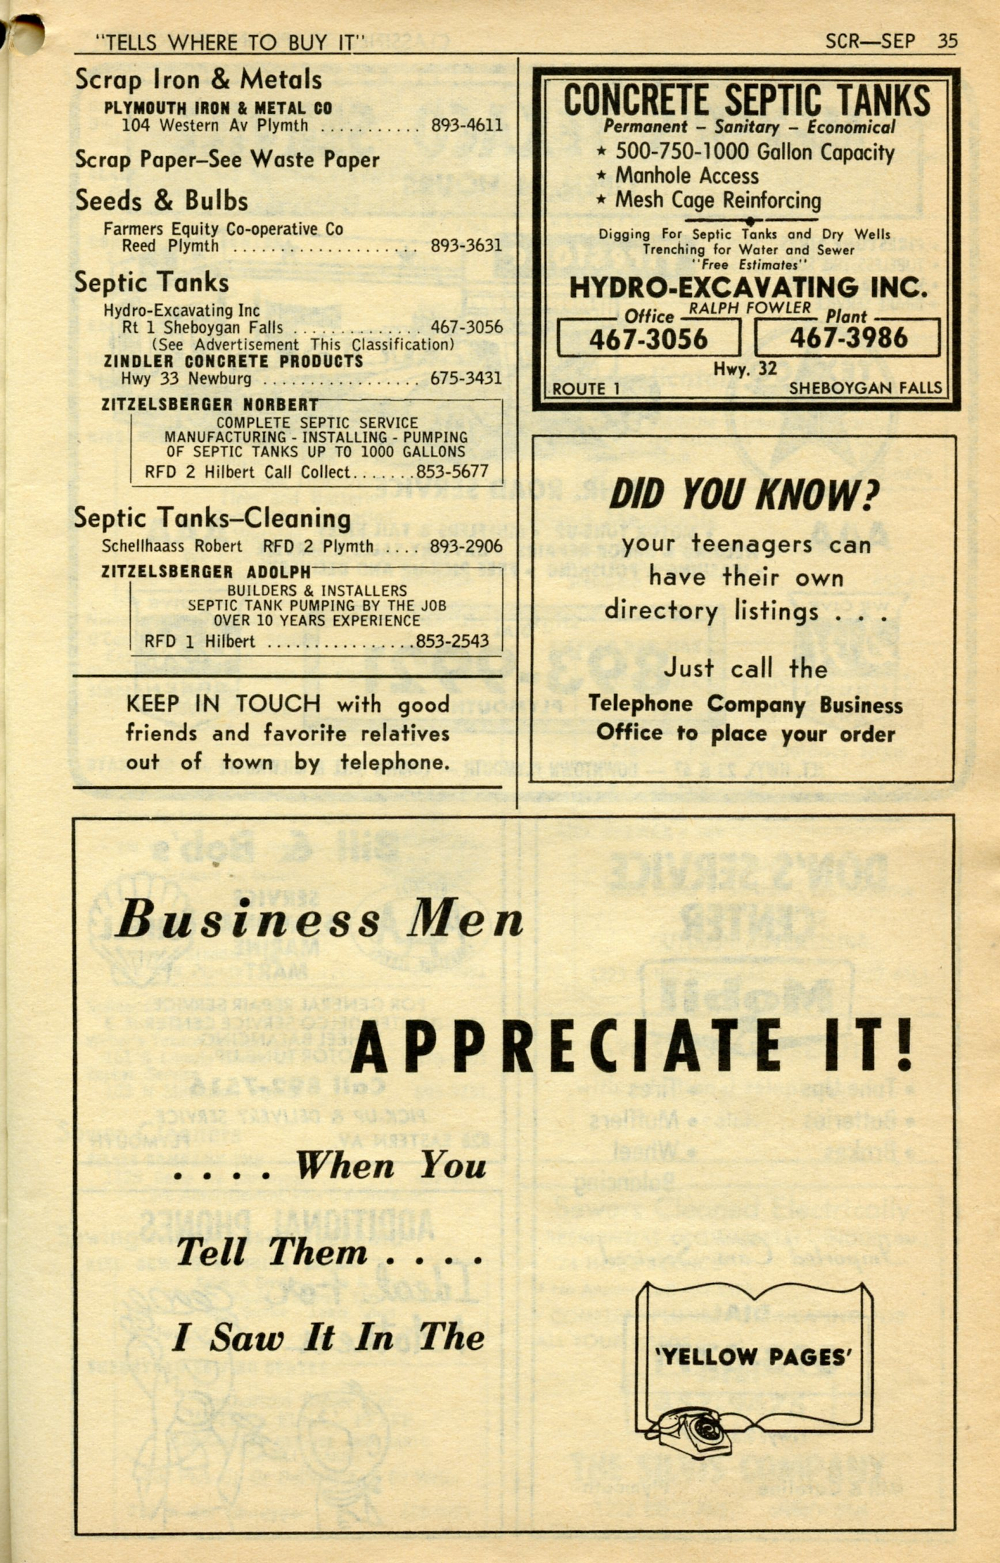 "TELLS WHERE TO BUY IT"
SCR—SEP 35
Scrap Iron & Metals
PLYMOUTH IRON & METAL CO
104 Western Av Plymth ........... 893-4611
Scrap Paper—See Waste Paper
Seeds & Bulbs
Farmers Equity Co-operative Co
Reed Plymth .................... 893-3631
Septic Tanks
Hydro-Excavating Inc
Rt 1 Sheboygan Falls .............. 467-3056
(See Advertisement This Classification)
ZINDLER CONCRETE PRODUCTS
Hwy 33 Newburg ................. 675-3431
ZITZELSBERGER NORBERT
COMPLETE SEPTIC SERVICE
MANUFACTURING - INSTALLING - PUMPING
OF SEPTIC TANKS UP TO 1000 GALLONS
RFD 2 Hilbert Call Collect.......853-5677
Septic Tanks—Cleaning
Schellhaass Robert RFD 2 Plymth .... 893-2906
ZITZELSBERGER ADOLPH
BUILDERS & INSTALLERS
SEPTIC TANK PUMPING BY THE JOB
OVER 10 YEARS EXPERIENCE
RFD 1 Hilbert ................853-2543
KEEP IN TOUCH with good
friends and favorite relatives
out of town by telephone.
CONCRETE SEPTIC TANKS
Permanent – Sanitary – Economical
★ 500-750-1000 Gallon Capacity
★ Manhole Access
★ Mesh Cage Reinforcing
Digging For Septic Tanks and Dry Wells
Trenching for Water and Sewer
"Free Estimates"
HYDRO-EXCAVATING INC.
RALPH FOWLER
Office Plant
467-3056 467-3986
Hwy. 32
ROUTE 1 SHEBOYGAN FALLS
DID YOU KNOW?
your teenagers can
have their own
directory listings . . .
Just call the
Telephone Company Business
Office to place your order
Business Men
APPRECIATE IT!
. . . . When You
Tell Them . . . .
I Saw It In The
'YELLOW PAGES'